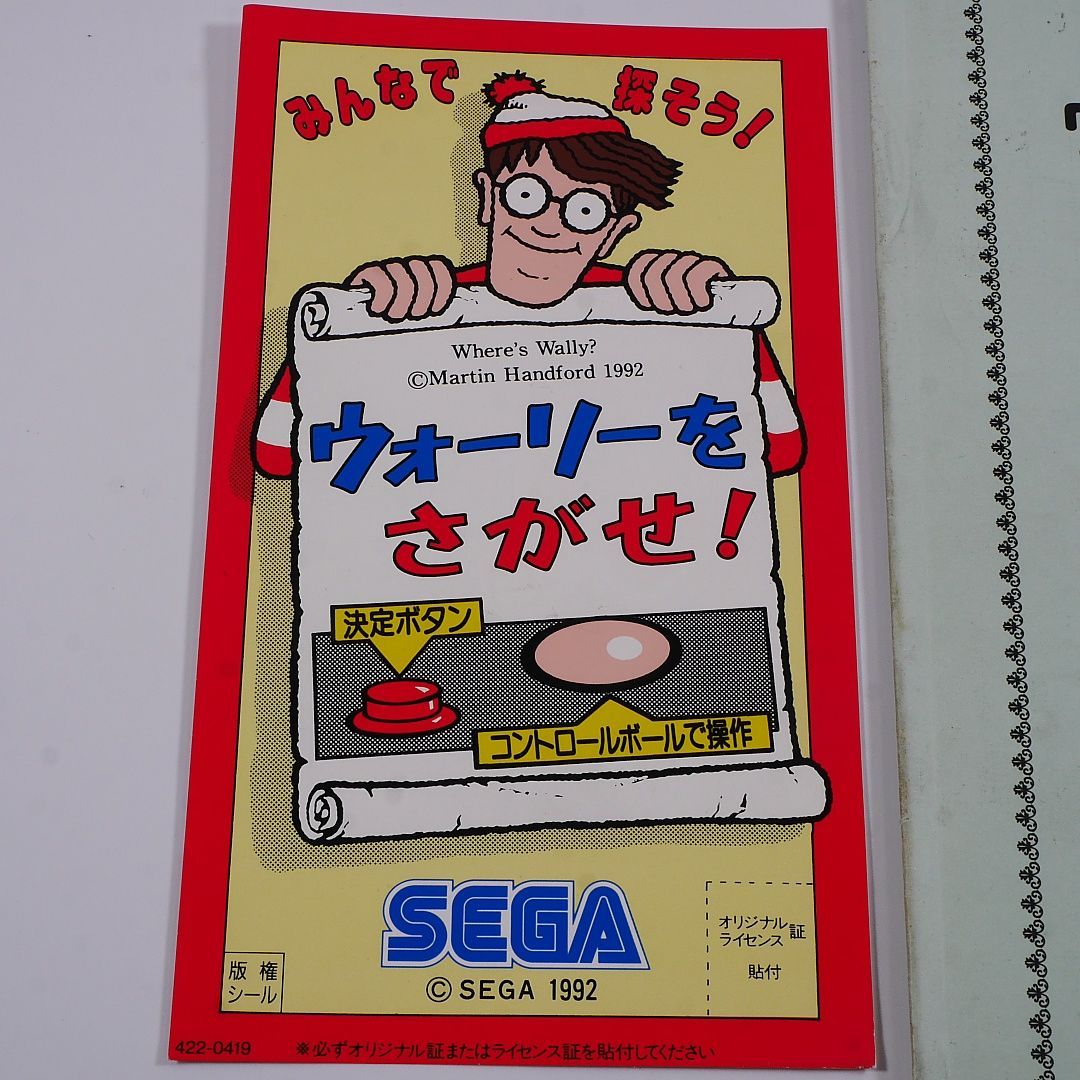 みんなで 探そう!
Where's Wally?
©Martin Handford 1992
ウォーリーを
さがせ!
決定ボタン
コントロールボールで操作
SEGA
© SEGA 1992
オリジナル
ライセンス 証
貼付
版権
シール
422-0419 ※必ずオリジナル証またはライセンス証を貼付してください